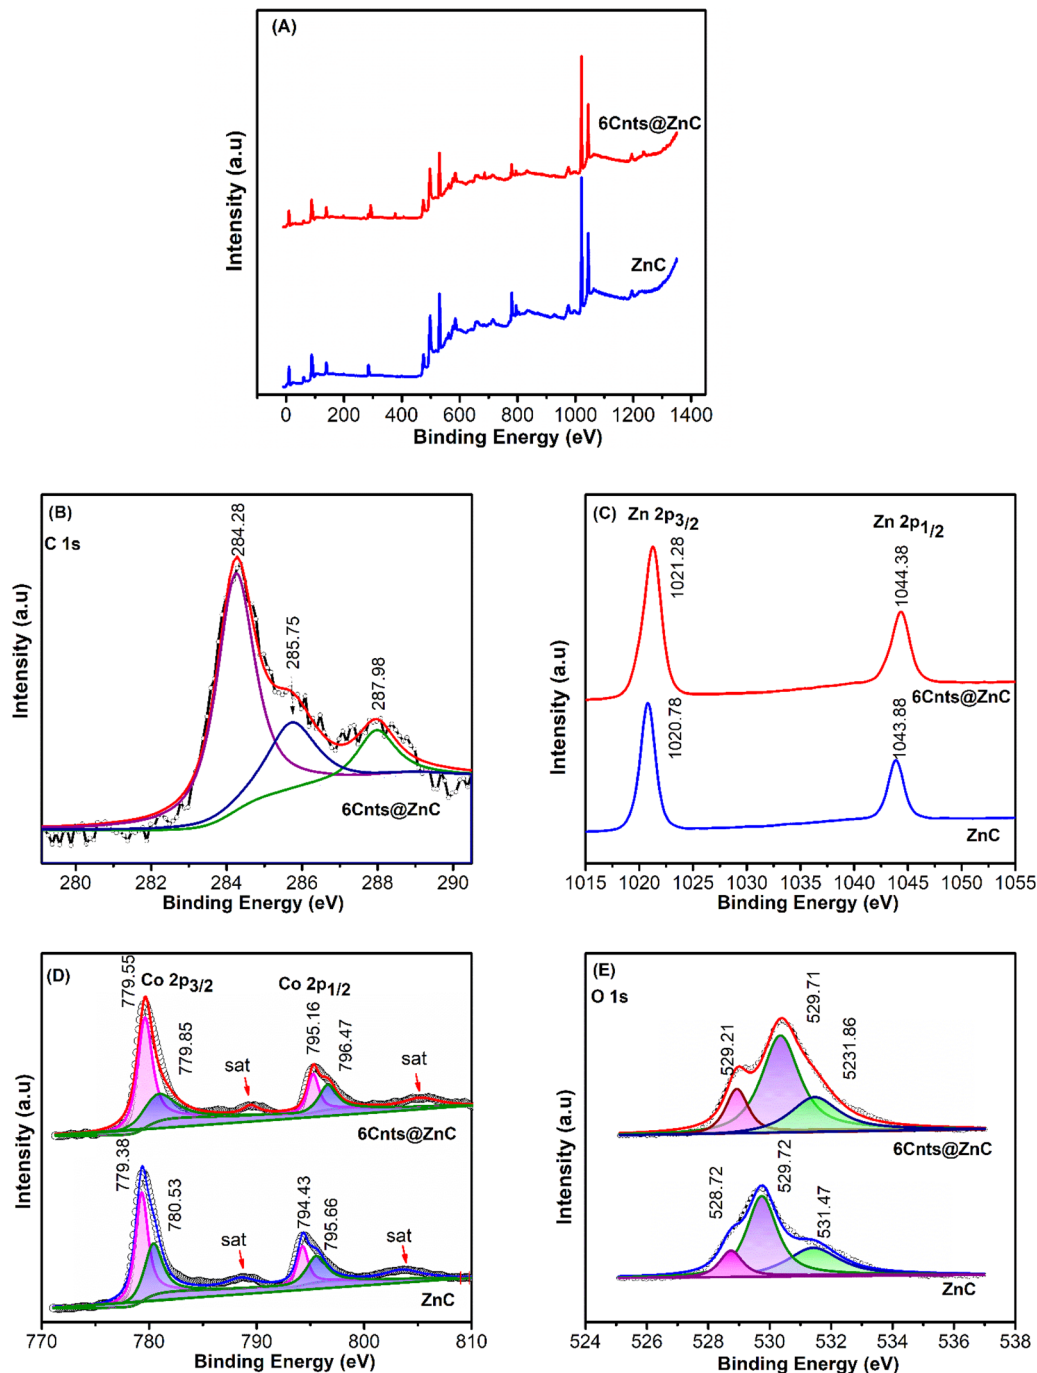 (A)
6Cnts@ZnC
ZnC
Intensity (a.u)
0 200 400 600 800 1000 1200 1400
Binding Energy (eV)
(B)
C 1s
284.28
285.75
287.98
6Cnts@ZnC
Intensity (a.u)
280 282 284 286 288 290
Binding Energy (eV)
(C)
Zn 2p3/2
Zn 2p1/2
1021.28
1044.38
6Cnts@ZnC
1020.78
1043.88
ZnC
Intensity (a.u)
1015 1020 1025 1030 1035 1040 1045 1050 1055
Binding Energy (eV)
(D)
Co 2p3/2
Co 2p1/2
779.55
779.85
sat
795.16
796.47
sat
6Cnts@ZnC
779.38
780.53
sat
794.43
795.66
sat
ZnC
Intensity (a.u)
770 780 790 800 810
Binding Energy (eV)
(E)
O 1s
529.21
529.71
5231.86
6Cnts@ZnC
528.72
529.72
531.47
ZnC
Intensity (a.u)
524 526 528 530 532 534 536 538
Binding Energy (eV)